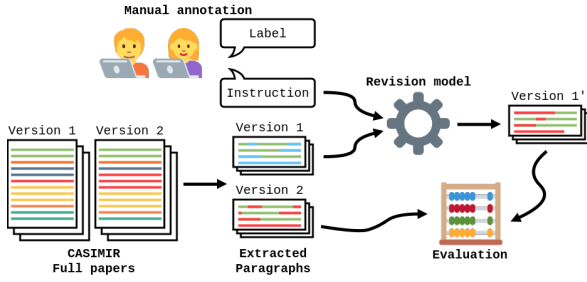 Manual annotation
Label
Instruction
Revision model
Version 1'
Version 1
Version 2
Version 1
Version 2
CASIMIR
Full papers
Extracted
Paragraphs
Evaluation